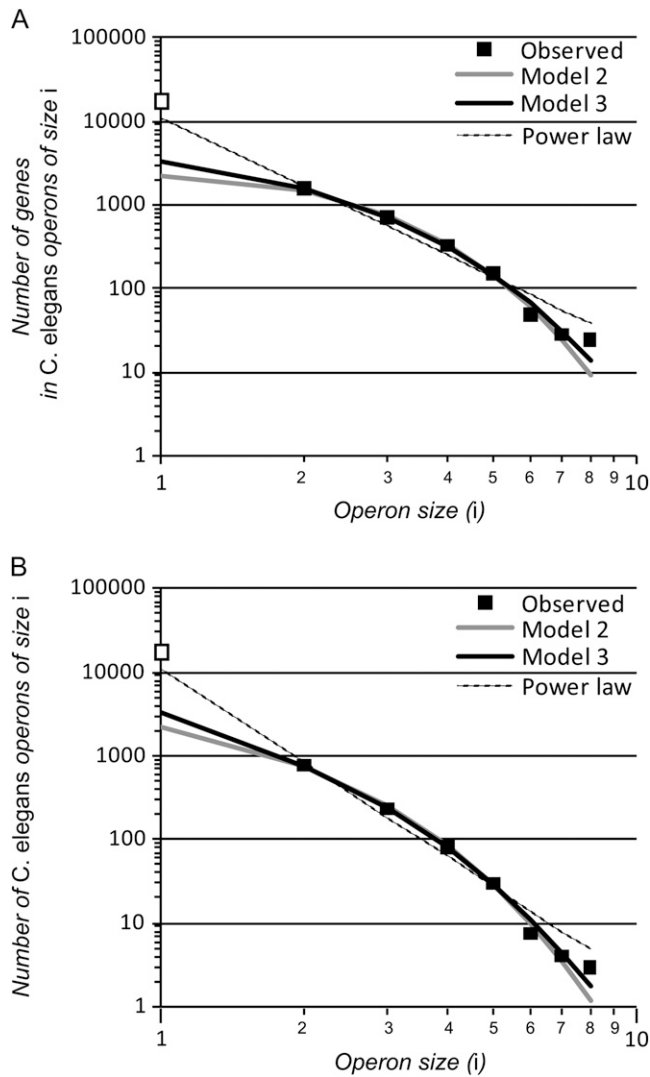 A
100000
10000
1000
100
10
1
Number of genes
in C. elegans operons of size i
Observed
Model 2
Model 3
Power law
1
2
3
4
5
6
7
8
9
10
Operon size (i)
B
100000
10000
1000
100
10
1
Number of C. elegans operons of size i
Observed
Model 2
Model 3
Power law
1
2
3
4
5
6
7
8
9
10
Operon size (i)